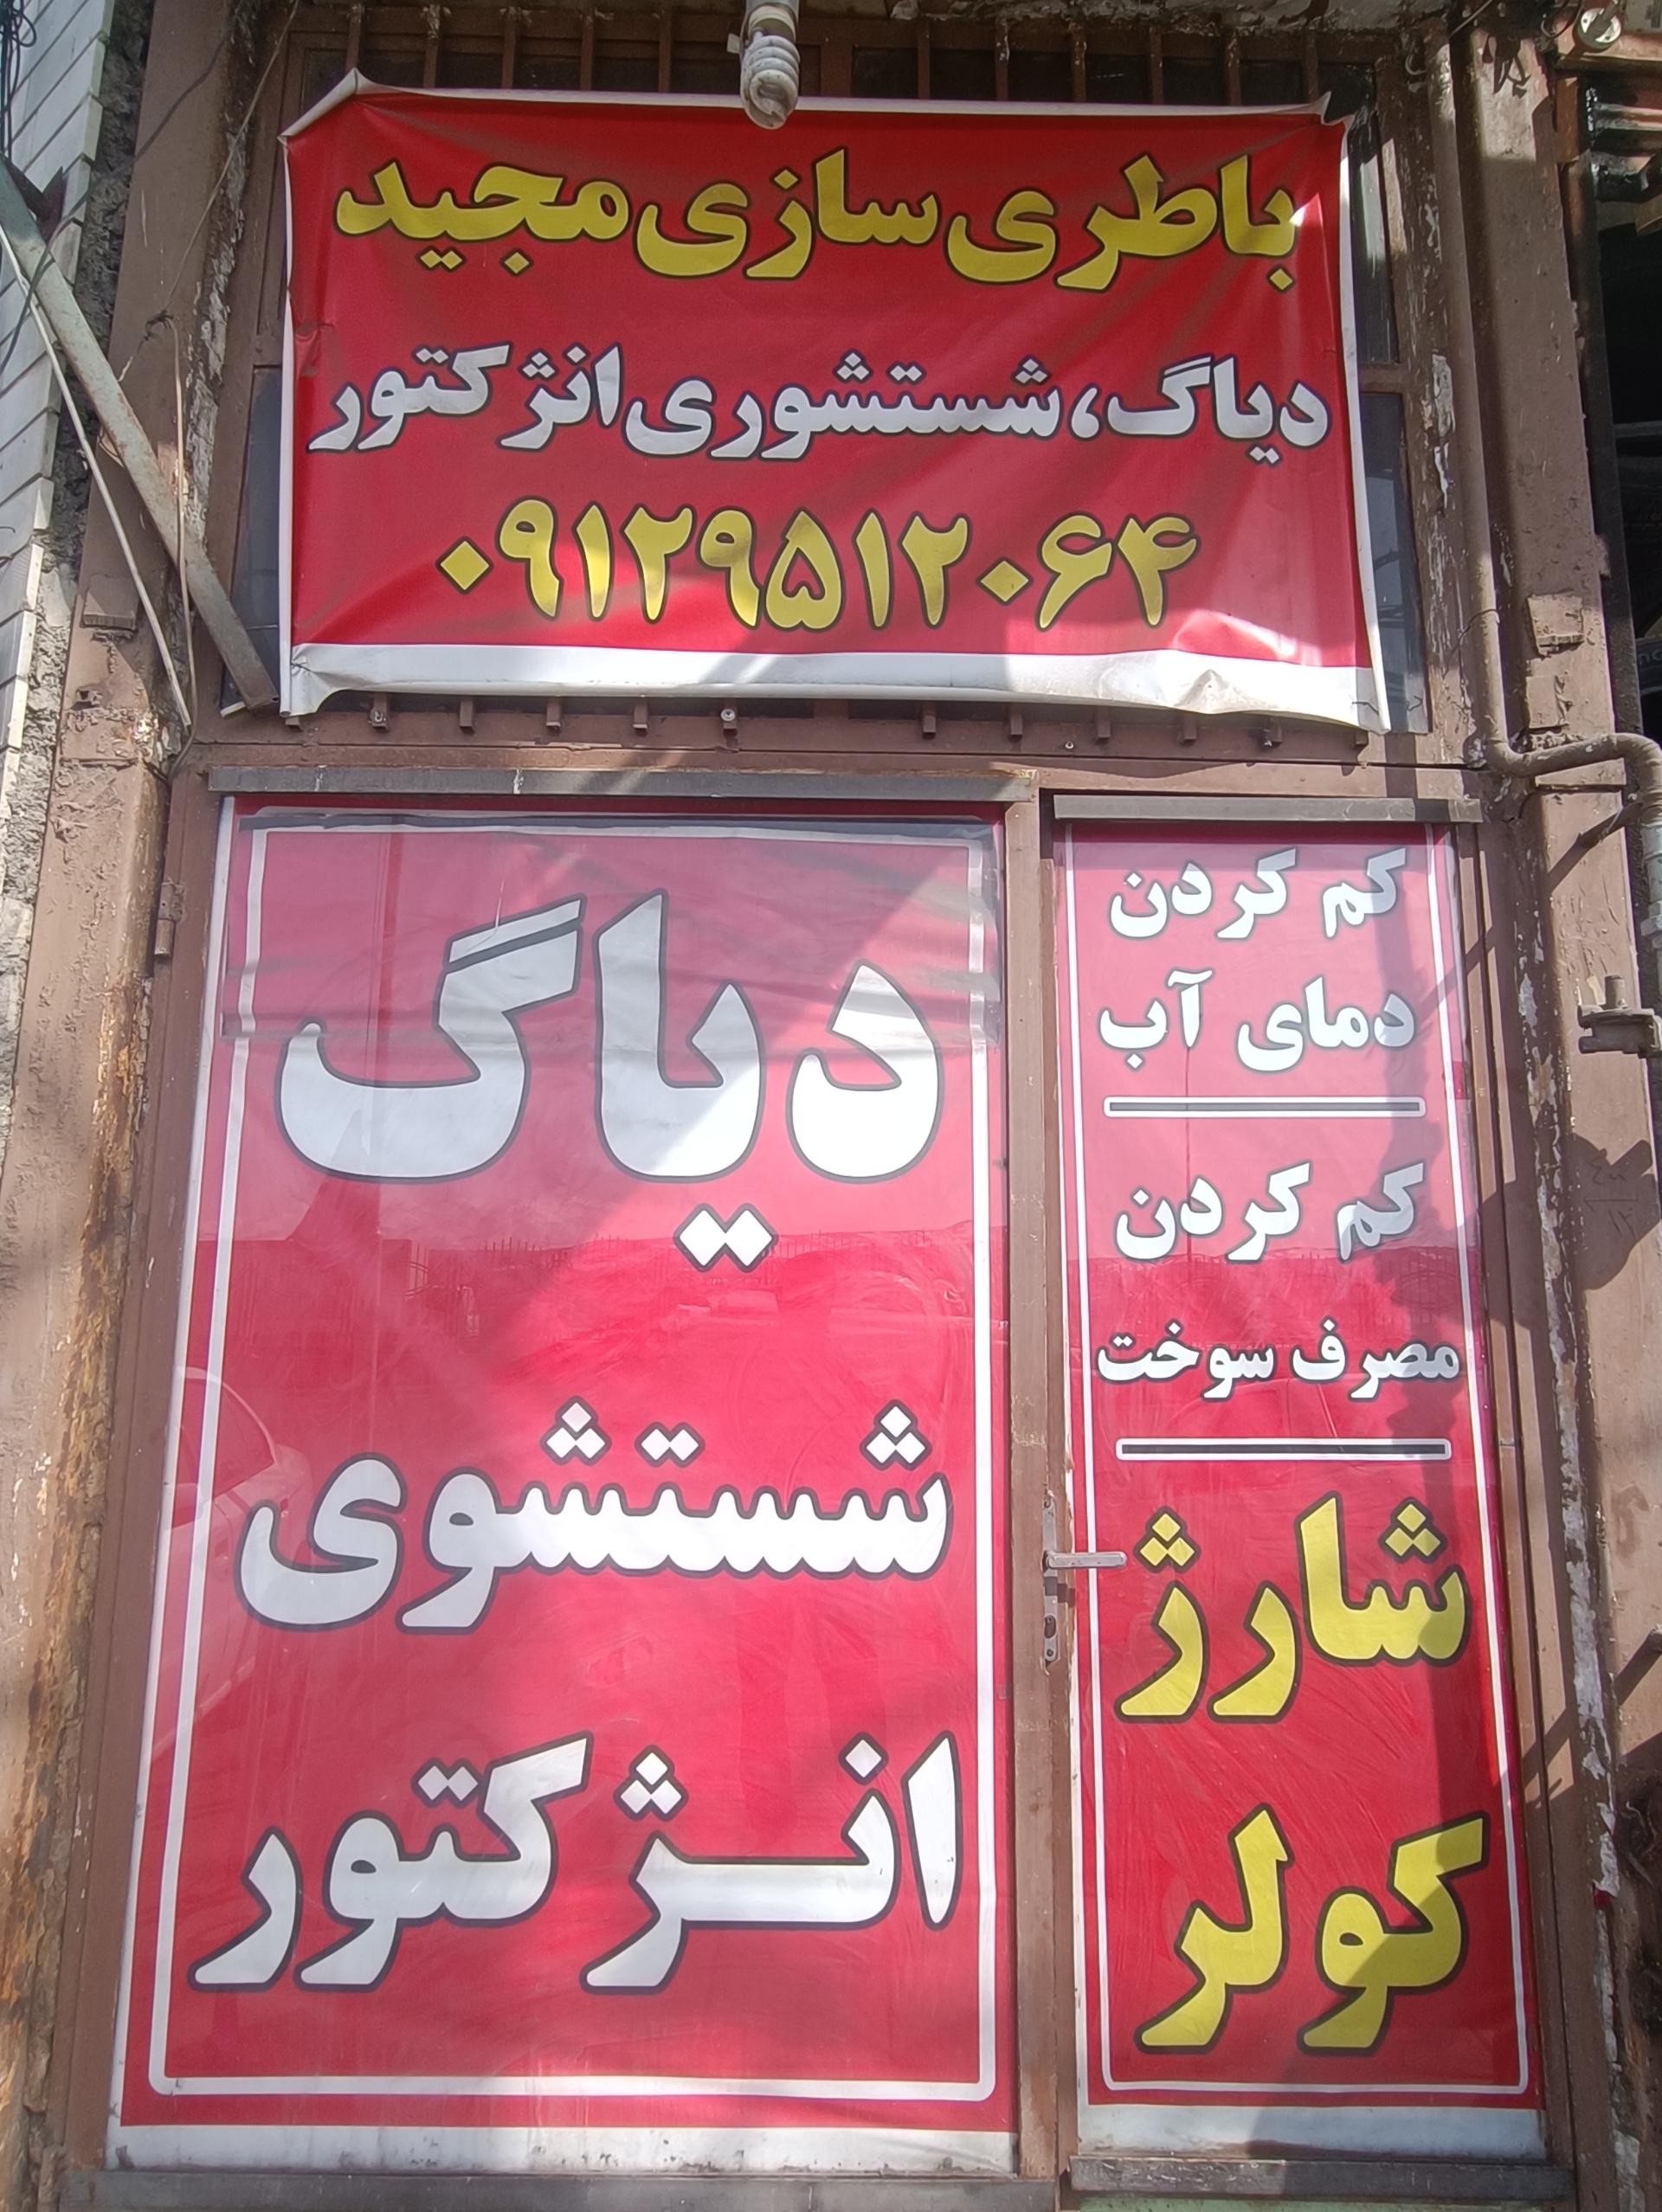 باطری سازی مجید
دیاگ، شستشوری انژکتور
۰۹۱۲۹۵۱۲۰۶۴
دیاگ
شستشوی
انژکتور
کم کردن
دمای آب
کم کردن
مصرف سوخت
شارژ
کولر